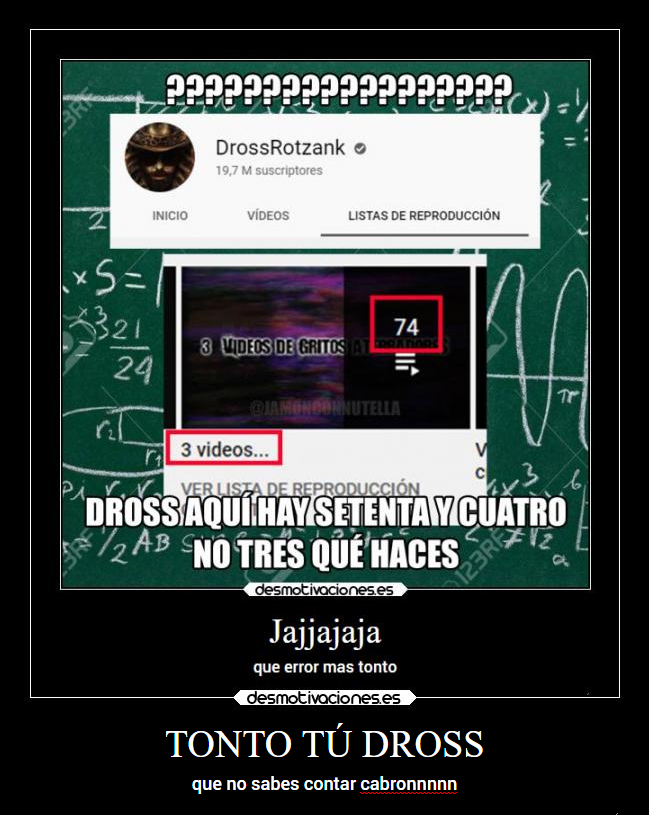 ??????????????????
DrossRotzank
19,7 M suscriptores
INICIO VÍDEOS LISTAS DE REPRODUCCIÓN
74
3 VIDEOS DE GRITOS ATERRADORES
@JAMONCONNUTELLA
3 videos...
V
VER LISTA DE REPRODUCCIÓN
c
DROSS AQUÍ HAY SETENTA Y CUATRO
NO TRES QUÉ HACES
desmotivaciones.es
Jajjajaja
que error mas tonto
desmotivaciones.es
TONTO TÚ DROSS
que no sabes contar cabronnnnn